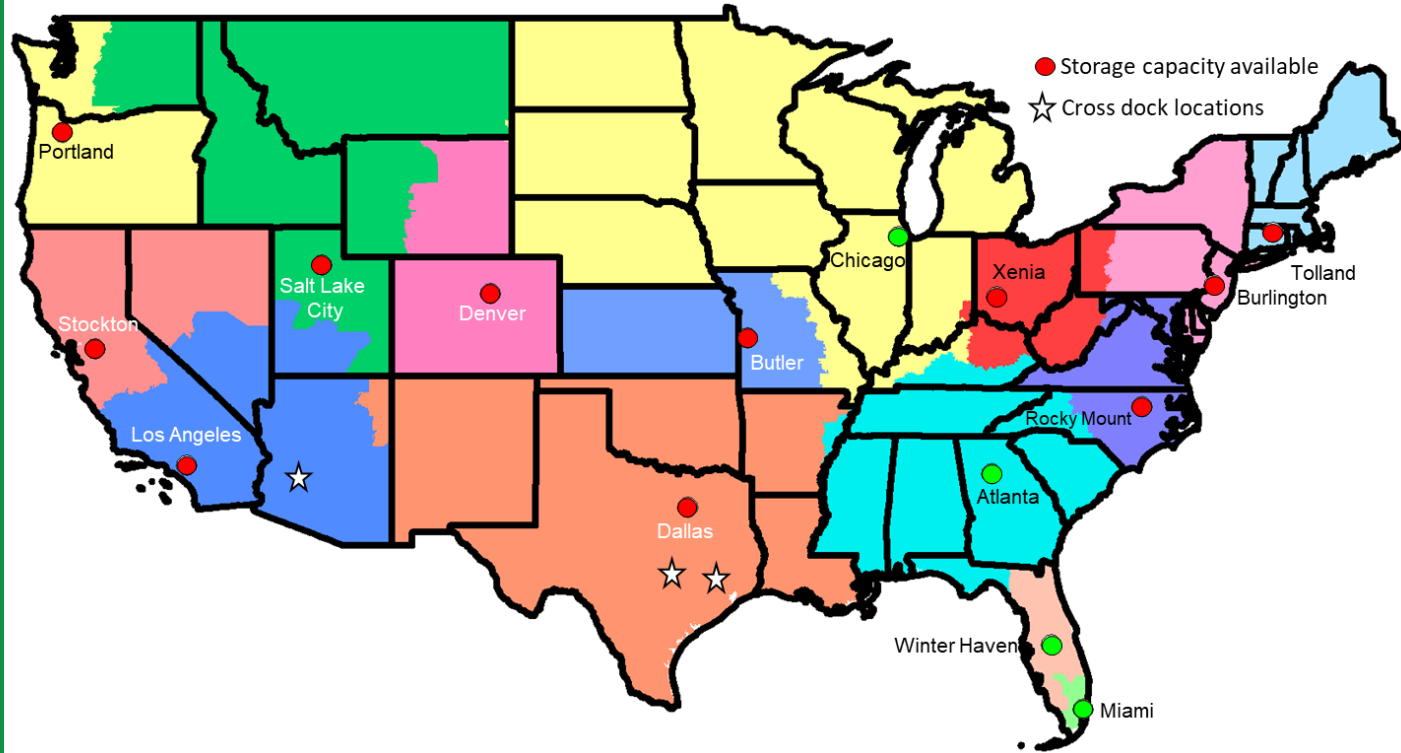 Storage capacity available
Cross dock locations
Portland
Chicago
Xenia
Tolland
Salt Lake
City
Burlington
Denver
Stockton
Butler
Rocky Mount
Los Angeles
Atlanta
Dallas
Winter Haven
Miami